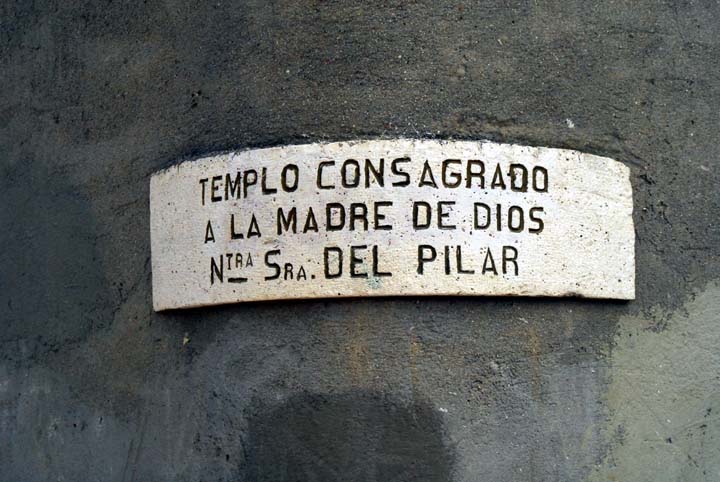 TEMPLO CONSAGRADO
A LA MADRE DE DIOS
NTRA SRA. DEL PILAR